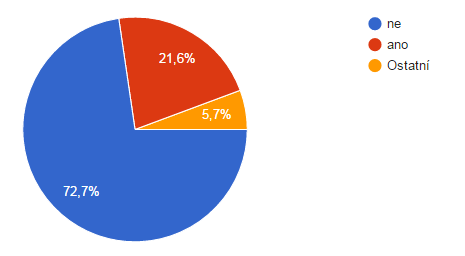 ne
ano
Ostatní
21,6%
5,7%
72,7%